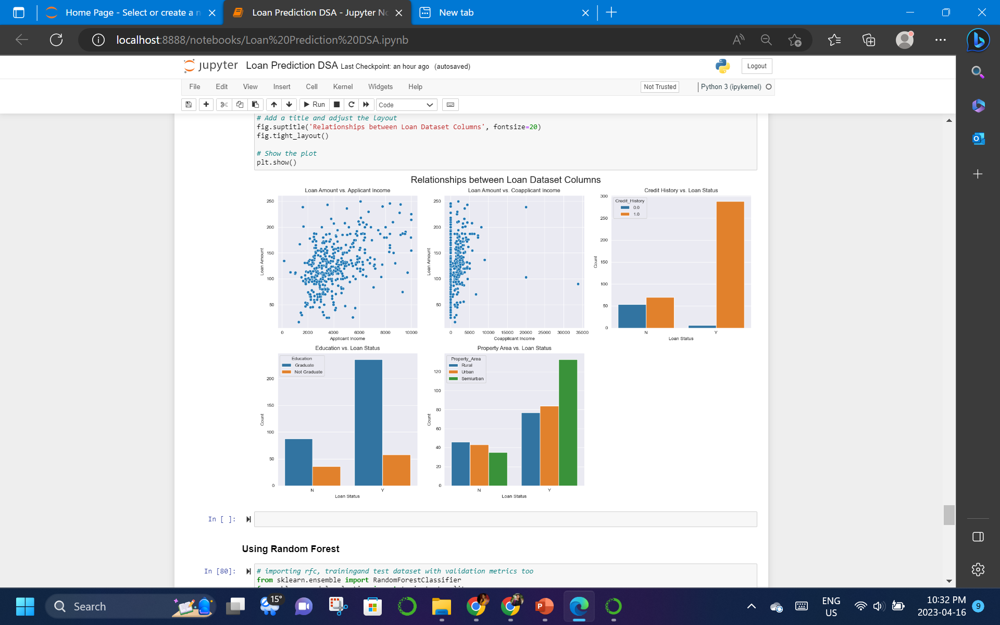 Home Page - Select or create a n
Loan Prediction DSA - Jupyter No
New tab
localhost:8888/notebooks/Loan%20Prediction%20DSA.ipynb
jupyter Loan Prediction DSA Last Checkpoint: an hour ago (autosaved)
Logout
File Edit View Insert Cell Kernel Widgets Help
Not Trusted
Python 3 (ipykernel)
Run
Code
# Add a title and adjust the layout
fig.suptitle('Relationships between Loan Dataset Columns', fontsize=20)
fig.tight_layout()
# Show the plot
plt.show()
Relationships between Loan Dataset Columns
Loan Amount vs. Applicant Income
250
200
150
100
50
Loan Amount
0 2000 4000 6000 8000 10000
Applicant Income
Loan Amount vs. Coapplicant Income
250
200
150
100
50
Loan Amount
0 5000 10000 15000 20000 25000 30000 35000
Coapplicant Income
Credit History vs. Loan Status
Credit_History
0.0
1.0
300
250
200
150
100
50
0
Count
N Y
Loan Status
Education vs. Loan Status
Education
Graduate
Not Graduate
200
150
100
50
0
Count
N Y
Loan Status
Property Area vs. Loan Status
Property_Area
Rural
Urban
Semiurban
120
100
80
60
40
20
0
Count
N Y
Loan Status
In [ ]:
Using Random Forest
In [80]:
# importing rfc, trainingand test dataset with validation metrics too
from sklearn.ensemble import RandomForestClassifier
Search
15°
ENG
US
10:32 PM
2023-04-16
9